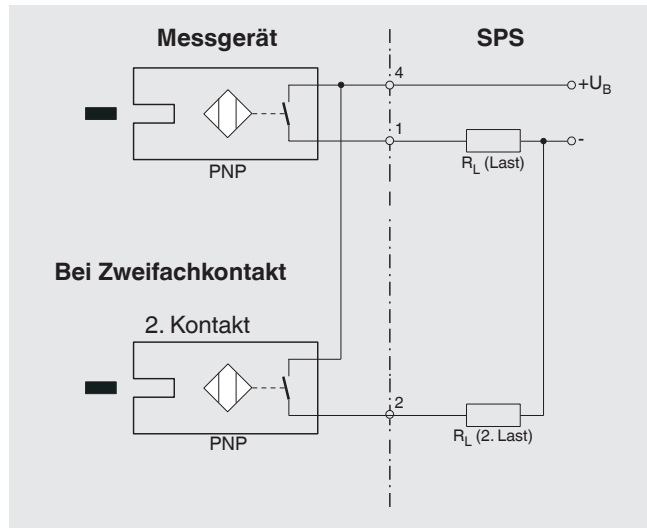 Messgerät
SPS
4
+U_B
1
-
R_L (Last)
PNP
Bei Zweifachkontakt
2. Kontakt
2
R_L (2. Last)
PNP